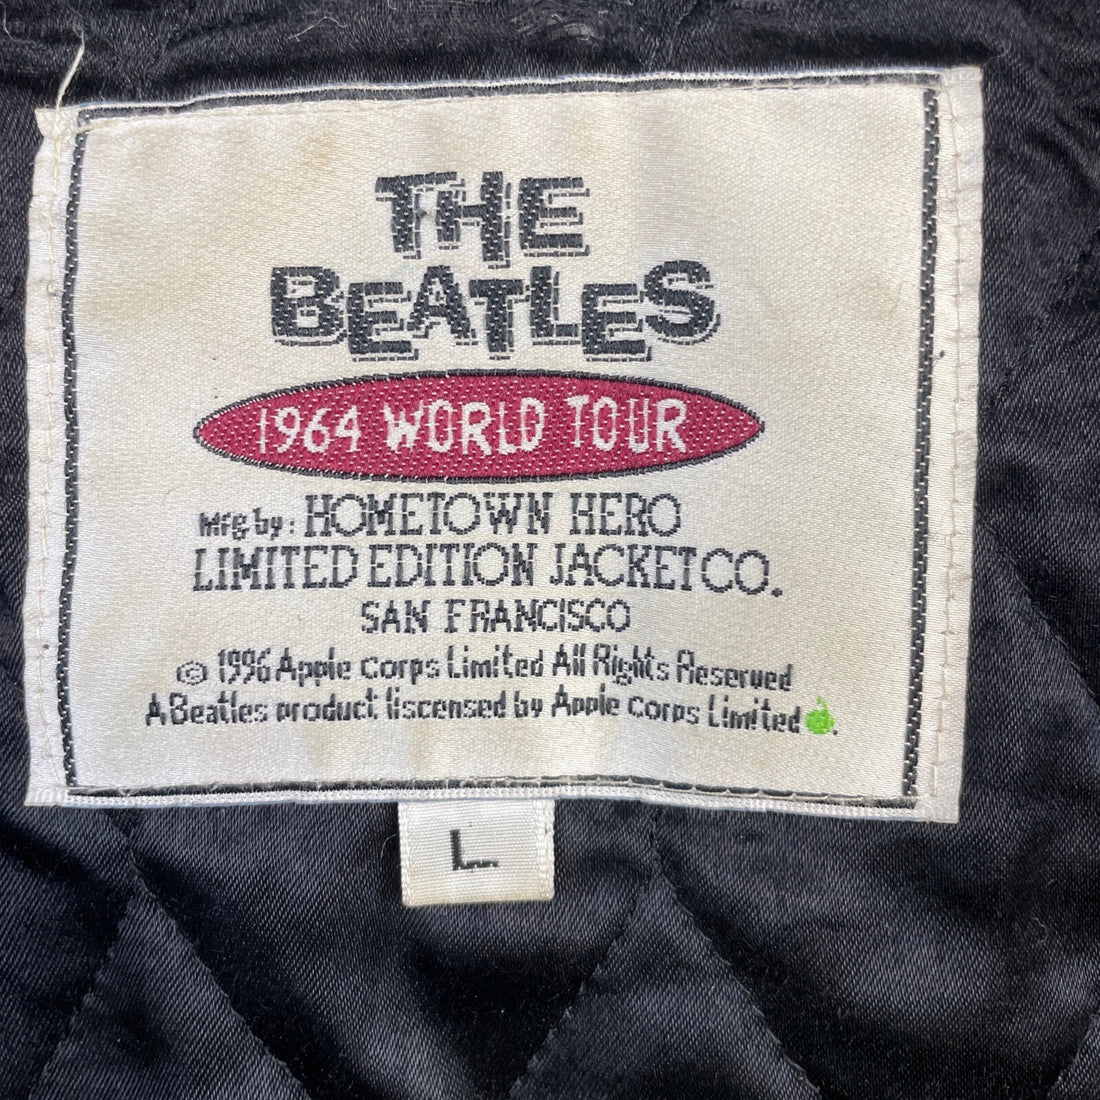 THE
BEATLES
1964 WORLD TOUR
Mfg by: HOMETOWN HERO
LIMITED EDITION JACKET CO.
SAN FRANCISCO
© 1996 Apple Corps Limited All Rights Reserved
A Beatles product liscensed by Apple Corps Limited.
L